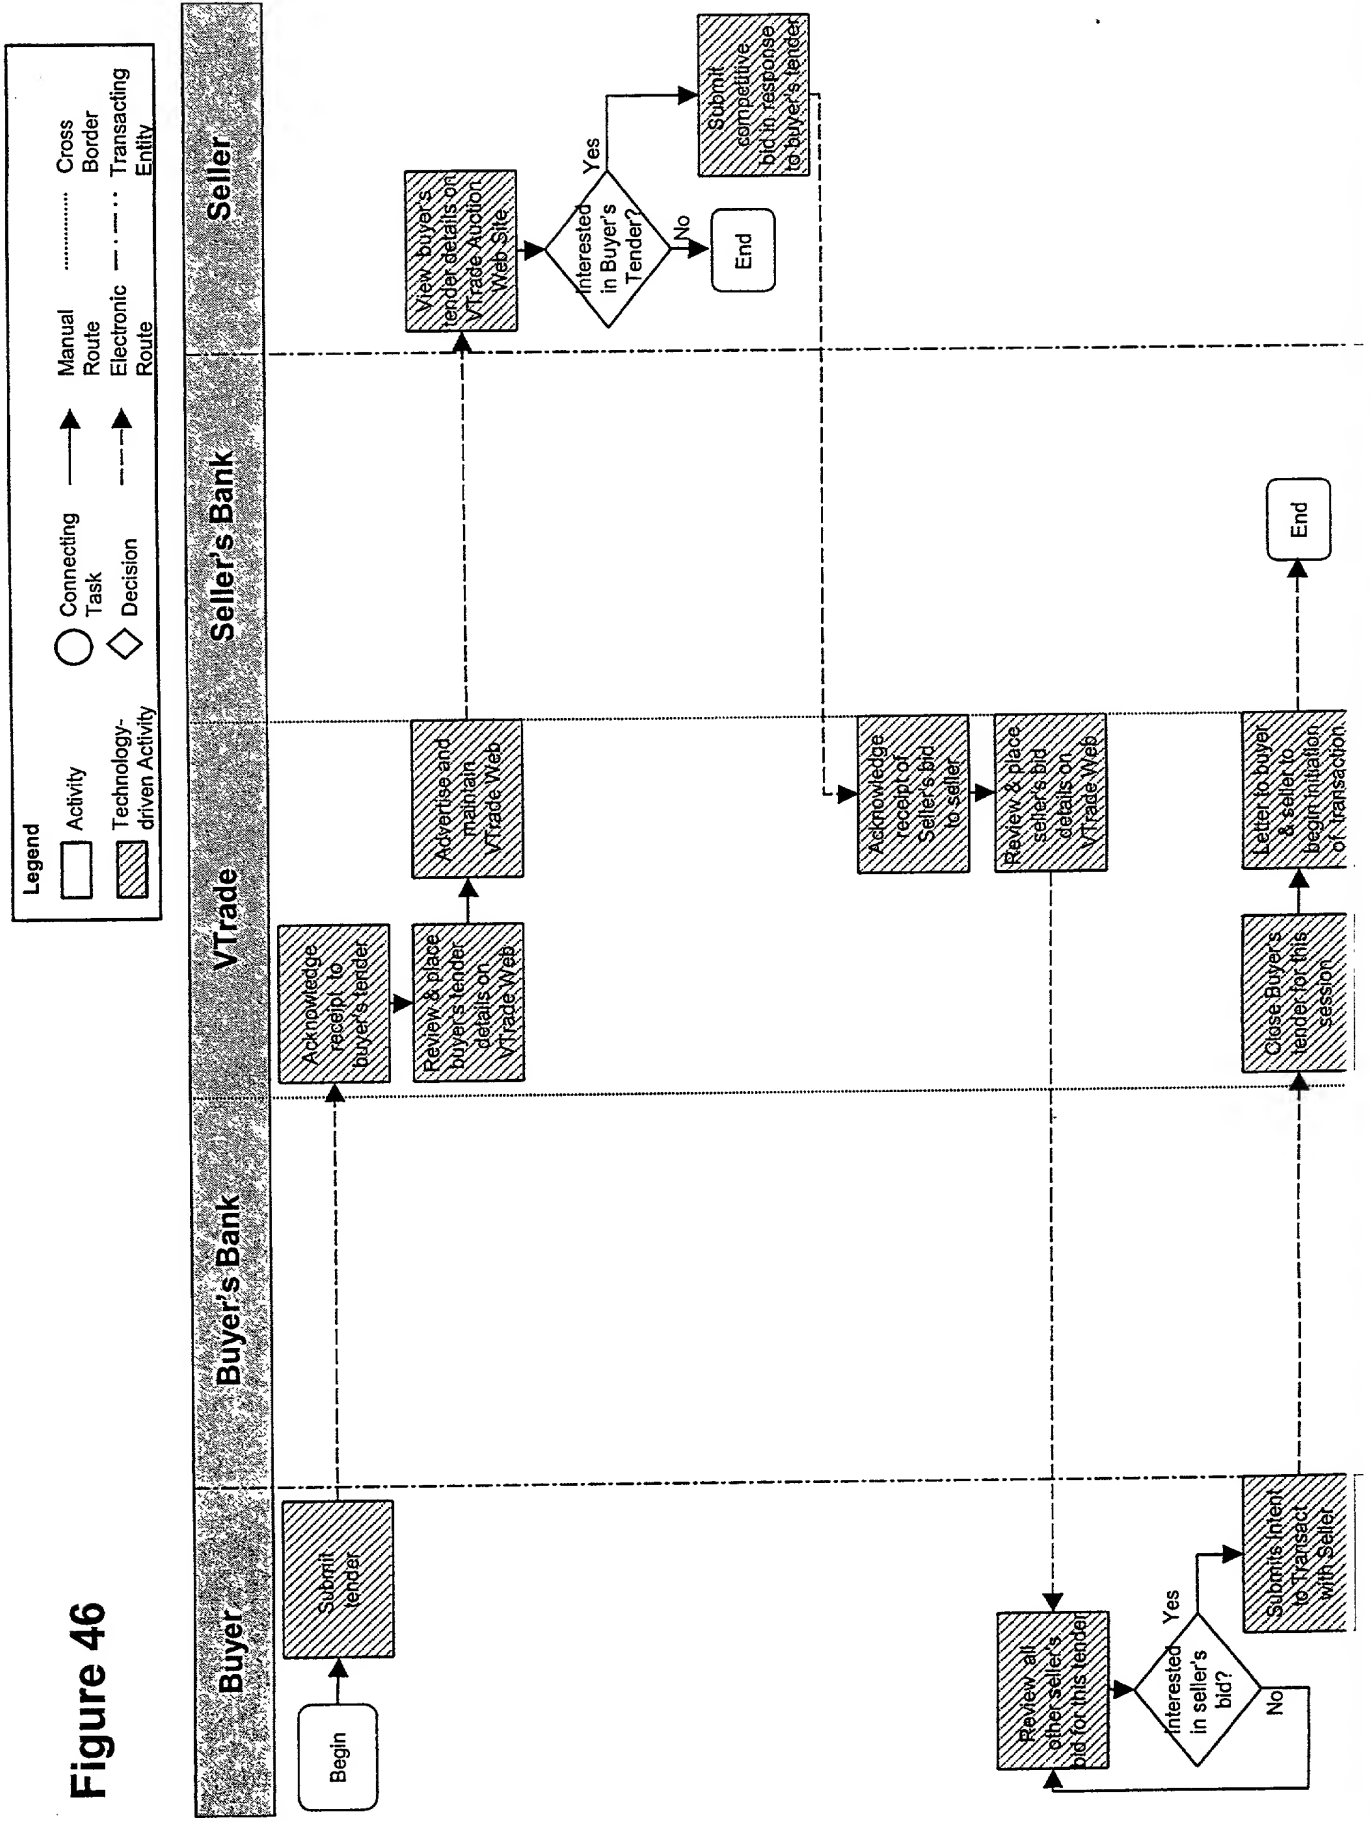 Figure 46
Legend
Activity
Technology-
driven Activity
Connecting
Task
Decision
Manual
Route
Electronic
Route
Cross
Border
Transacting
Entity
Buyer
Buyer's Bank
VTrade
Seller's Bank
Seller
Begin
Submit
tender
Acknowledge
receipt to
buyer's tender
Review & place
buyer's tender
details on
VTrade Web
Advertise and
maintain
VTrade Web
View buyer's
tender details on
VTrade Auction
Web Site
Interested
in Buyer's
Tender?
Yes
No
End
Submit
competitive
bid in response
to buyer's tender
Acknowledge
receipt of
Seller's bid
to seller
Review & place
seller's bid
details on
VTrade Web
Review all
other seller's
bid for this tender
Interested
in seller's
bid?
Yes
No
Submits Intent
to Transact
with Seller
Close Buyer's
tender for this
session
Letter to buyer
& seller to
begin initiation
of transaction
End